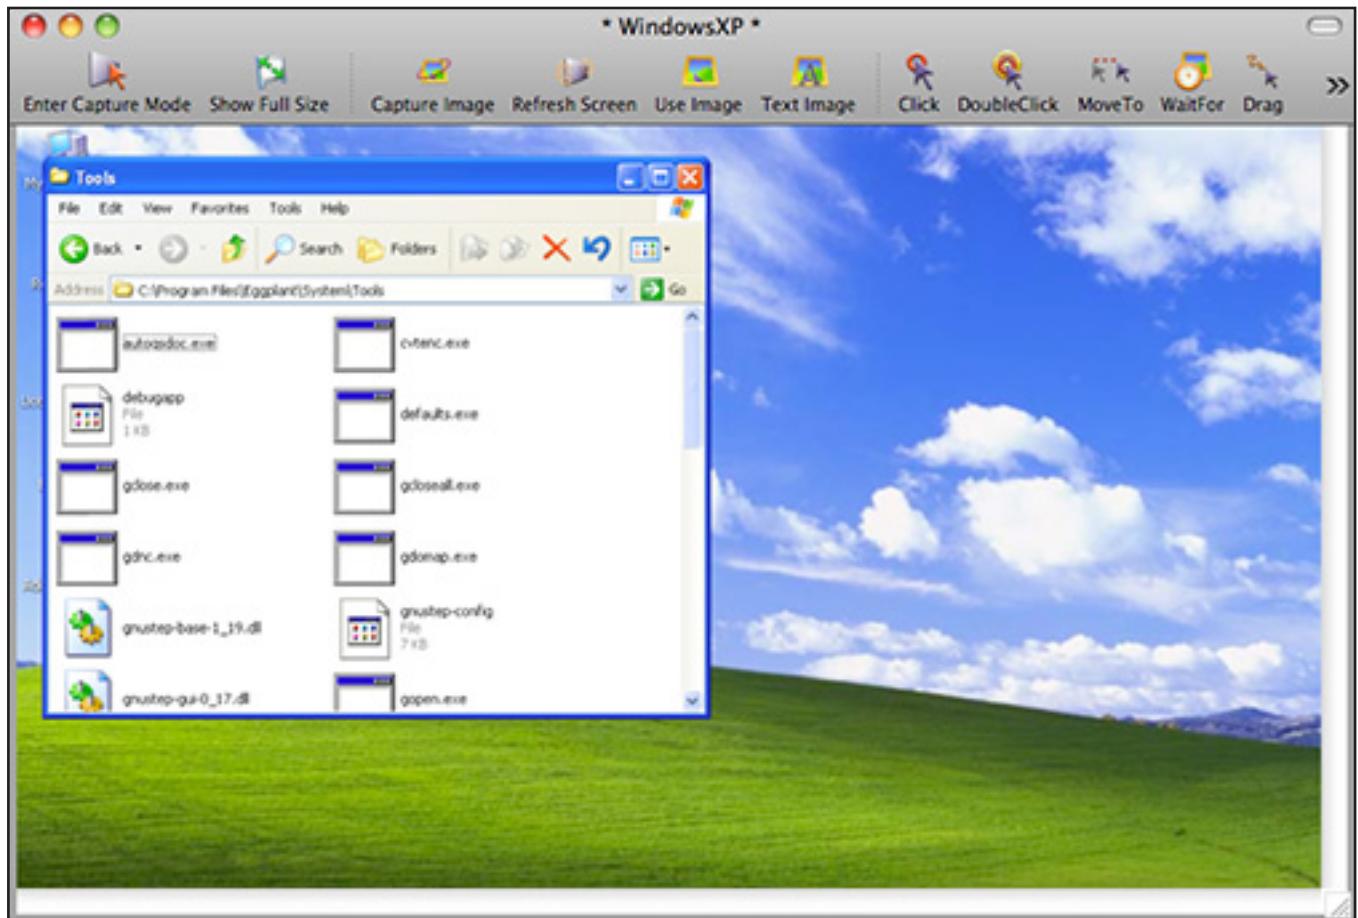 * WindowsXP *
Enter Capture Mode Show Full Size Capture Image Refresh Screen Use Image Text Image Click DoubleClick MoveTo WaitFor Drag »
My
Tools
File Edit View Favorites Tools Help
Back Search Folders
Address C:\Program Files\Eggplant\System\Tools Go
autogsdoc.exe cvtenc.exe
debugapp
File
1 KB
defaults.exe
gclose.exe gcloseall.exe
gdnc.exe gdomap.exe
gnustep-base-1_19.dll
gnustep-config
File
7 KB
gnustep-gui-0_17.dll gopen.exe